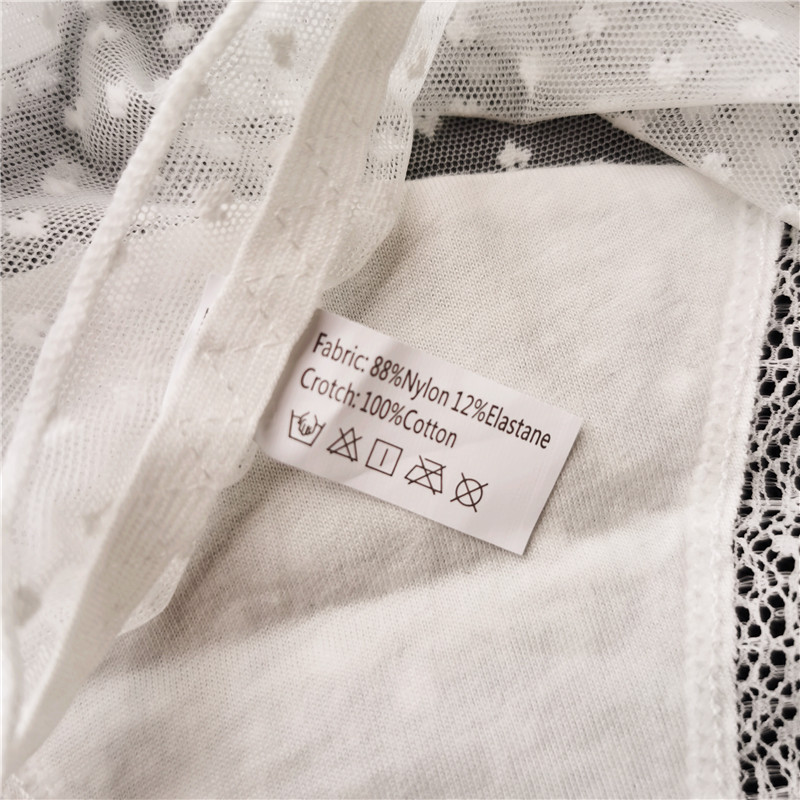 Fabric: 88%Nylon 12%Elastane
Crotch: 100%Cotton